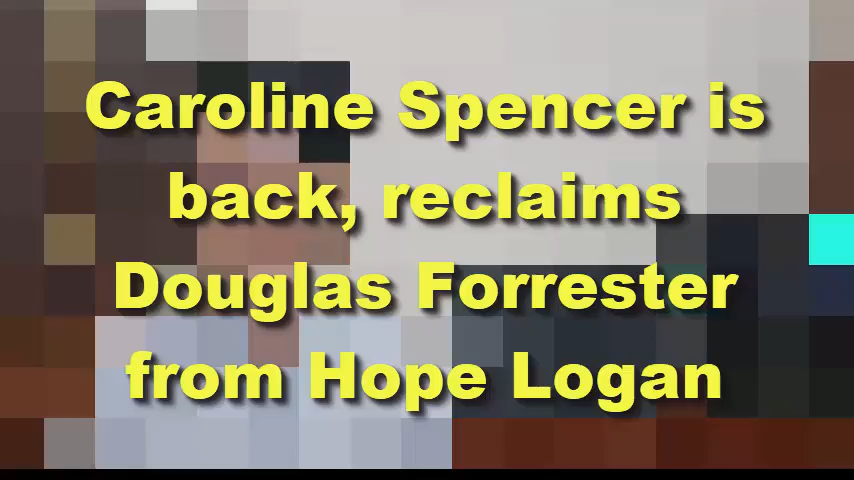 Caroline Spencer is
back, reclaims
Douglas Forrester
from Hope Logan